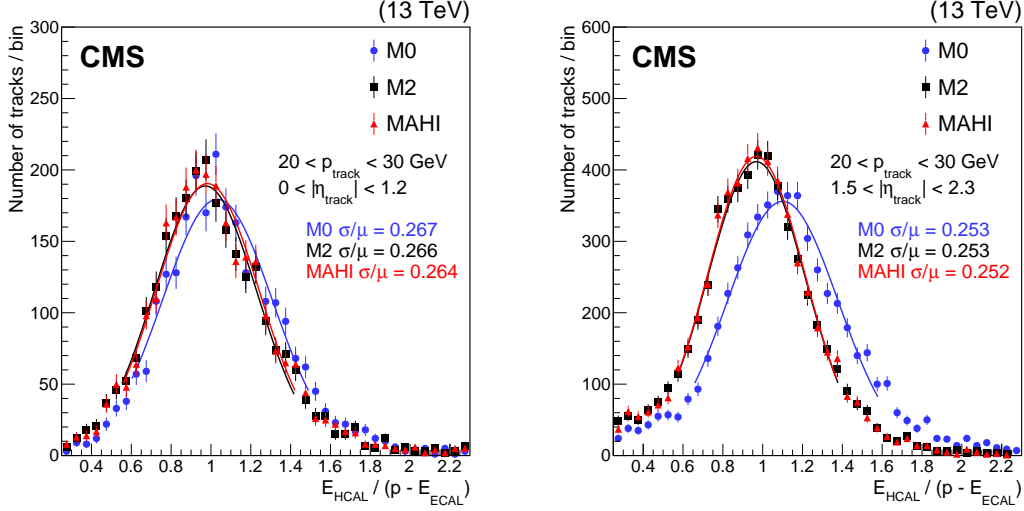 (13 TeV)
Number of tracks / bin
300
250
200
150
100
50
0
CMS
M0
M2
MAHI
20 < p_track < 30 GeV
0 < |η_track| < 1.2
M0 σ/μ = 0.267
M2 σ/μ = 0.266
MAHI σ/μ = 0.264
0.4 0.6 0.8 1 1.2 1.4 1.6 1.8 2 2.2
E_HCAL / (p - E_ECAL)
(13 TeV)
Number of tracks / bin
600
500
400
300
200
100
0
CMS
M0
M2
MAHI
20 < p_track < 30 GeV
1.5 < |η_track| < 2.3
M0 σ/μ = 0.253
M2 σ/μ = 0.253
MAHI σ/μ = 0.252
0.4 0.6 0.8 1 1.2 1.4 1.6 1.8 2 2.2
E_HCAL / (p - E_ECAL)